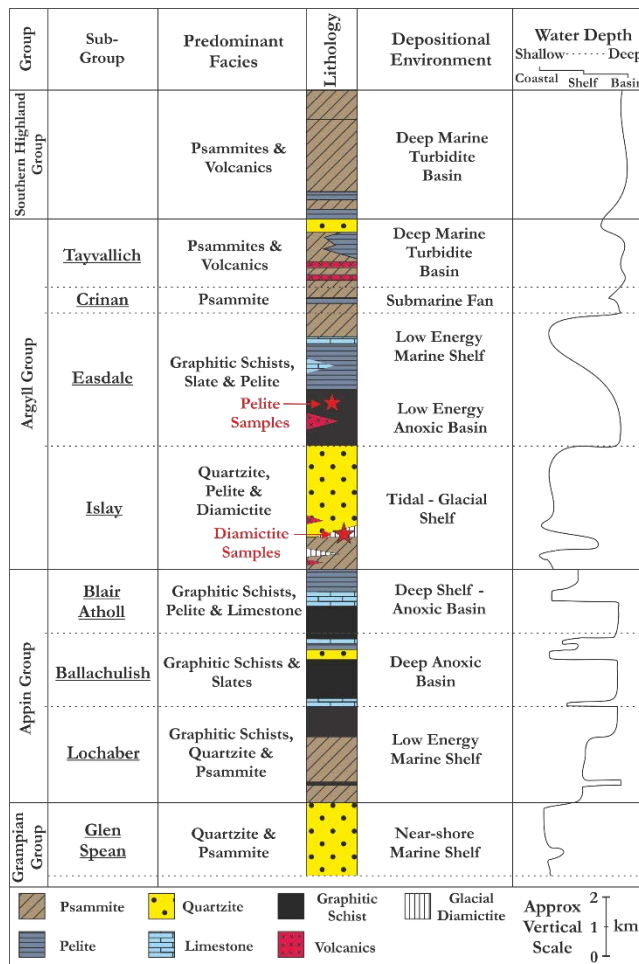 Group
Sub-
Group
Predominant
Facies
Lithology
Depositional
Environment
Water Depth
Shallow ....... Deep
Coastal
Shelf
Basin
Southern Highland
Group
Psammites &
Volcanics
Deep Marine
Turbidite
Basin
Argyll Group
Tayvallich
Psammites &
Volcanics
Deep Marine
Turbidite
Basin
Crinan
Psammite
Submarine Fan
Easdale
Graphitic Schists,
Slate & Pelite
Pelite
Samples
Low Energy
Marine Shelf
Low Energy
Anoxic Basin
Islay
Quartzite,
Pelite &
Diamictite
Diamictite
Samples
Tidal - Glacial
Shelf
Appin Group
Blair
Atholl
Graphitic Schists,
Pelite & Limestone
Deep Shelf -
Anoxic Basin
Ballachulish
Graphitic Schists &
Slates
Deep Anoxic
Basin
Lochaber
Graphitic Schists,
Quartzite &
Psammite
Low Energy
Marine Shelf
Grampian
Group
Glen
Spean
Quartzite &
Psammite
Near-shore
Marine Shelf
Psammite
Quartzite
Graphitic
Schist
Glacial
Diamictite
Pelite
Limestone
Volcanics
Approx
Vertical
Scale
2
1
0
km